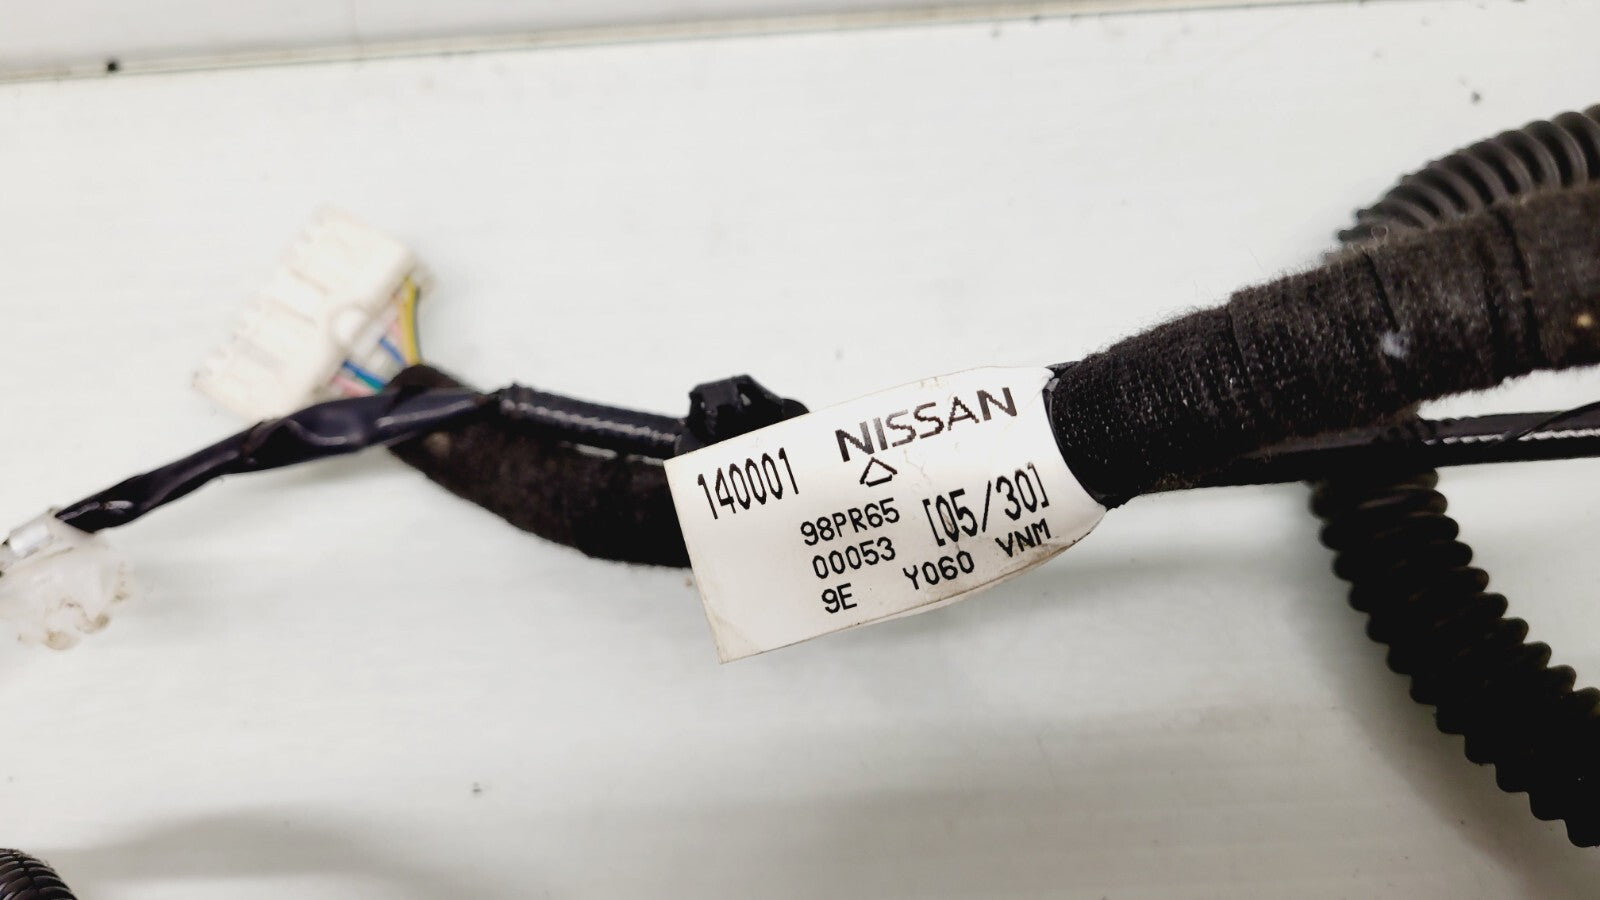 NISSAN
140001
98PR65 [05/30]
00053
9E Y060 VNM